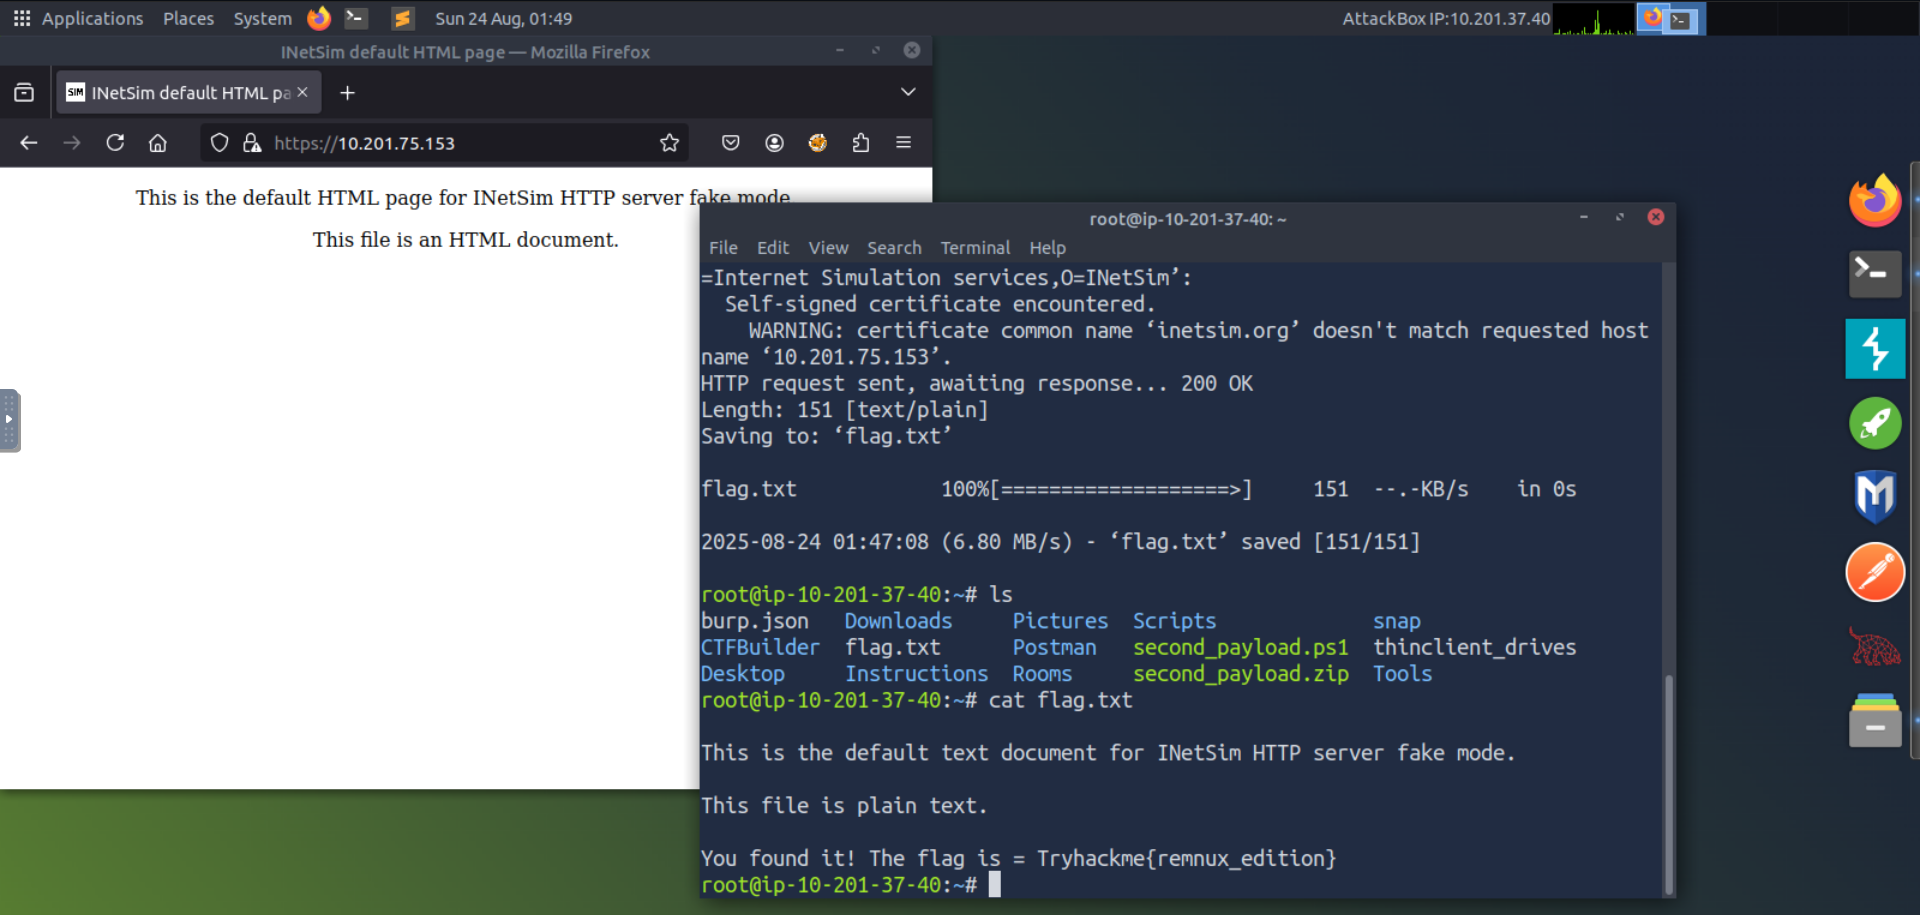 Applications Places System Sun 24 Aug, 01:49 AttackBox IP:10.201.37.40
INetSim default HTML page — Mozilla Firefox
SIM INetSim default HTML pa
https://10.201.75.153
This is the default HTML page for INetSim HTTP server fake mode
This file is an HTML document.
root@ip-10-201-37-40: ~
File Edit View Search Terminal Help
=Internet Simulation services,O=INetSim’:
  Self-signed certificate encountered.
    WARNING: certificate common name ‘inetsim.org’ doesn't match requested host
name ‘10.201.75.153’.
HTTP request sent, awaiting response... 200 OK
Length: 151 [text/plain]
Saving to: ‘flag.txt’
flag.txt            100%[===================>]     151  --.-KB/s    in 0s
2025-08-24 01:47:08 (6.80 MB/s) - ‘flag.txt’ saved [151/151]
root@ip-10-201-37-40:~# ls
burp.json   Downloads     Pictures  Scripts             snap
CTFBuilder  flag.txt      Postman   second_payload.ps1  thinclient_drives
Desktop     Instructions  Rooms     second_payload.zip  Tools
root@ip-10-201-37-40:~# cat flag.txt
This is the default text document for INetSim HTTP server fake mode.
This file is plain text.
You found it! The flag is = Tryhackme{remnux_edition}
root@ip-10-201-37-40:~#